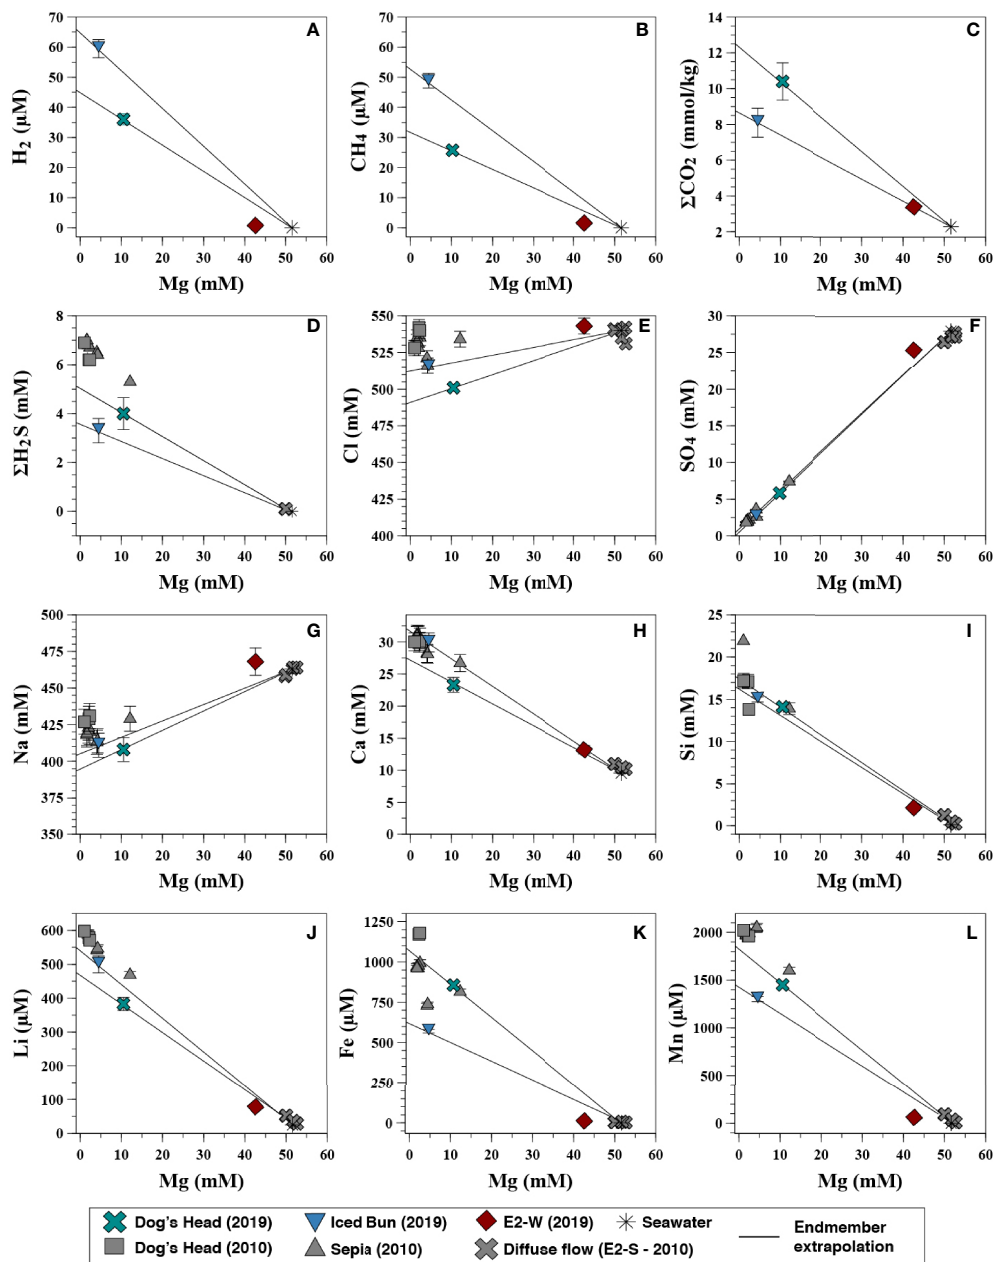 A
H2 (µM)
70
60
50
40
30
20
10
0
0 10 20 30 40 50 60
Mg (mM)
B
CH4 (µM)
70
60
50
40
30
20
10
0
0 10 20 30 40 50 60
Mg (mM)
C
ΣCO2 (mmol/kg)
14
12
10
8
6
4
2
0 10 20 30 40 50 60
Mg (mM)
D
ΣH2S (mM)
8
6
4
2
0
0 10 20 30 40 50 60
Mg (mM)
E
Cl (mM)
550
525
500
475
450
425
400
0 10 20 30 40 50 60
Mg (mM)
F
SO4 (mM)
30
25
20
15
10
5
0
0 10 20 30 40 50 60
Mg (mM)
G
Na (mM)
500
475
450
425
400
375
350
0 10 20 30 40 50 60
Mg (mM)
H
Ca (mM)
30
25
20
15
10
5
0
0 10 20 30 40 50 60
Mg (mM)
I
Si (mM)
25
20
15
10
5
0
0 10 20 30 40 50 60
Mg (mM)
J
Li (µM)
600
500
400
300
200
100
0
0 10 20 30 40 50 60
Mg (mM)
K
Fe (µM)
1250
1000
750
500
250
0
0 10 20 30 40 50 60
Mg (mM)
L
Mn (µM)
2000
1500
1000
500
0
0 10 20 30 40 50 60
Mg (mM)
Dog's Head (2019) Iced Bun (2019) E2-W (2019) Seawater
Dog's Head (2010) Sepia (2010) Diffuse flow (E2-S - 2010)
Endmember
extrapolation